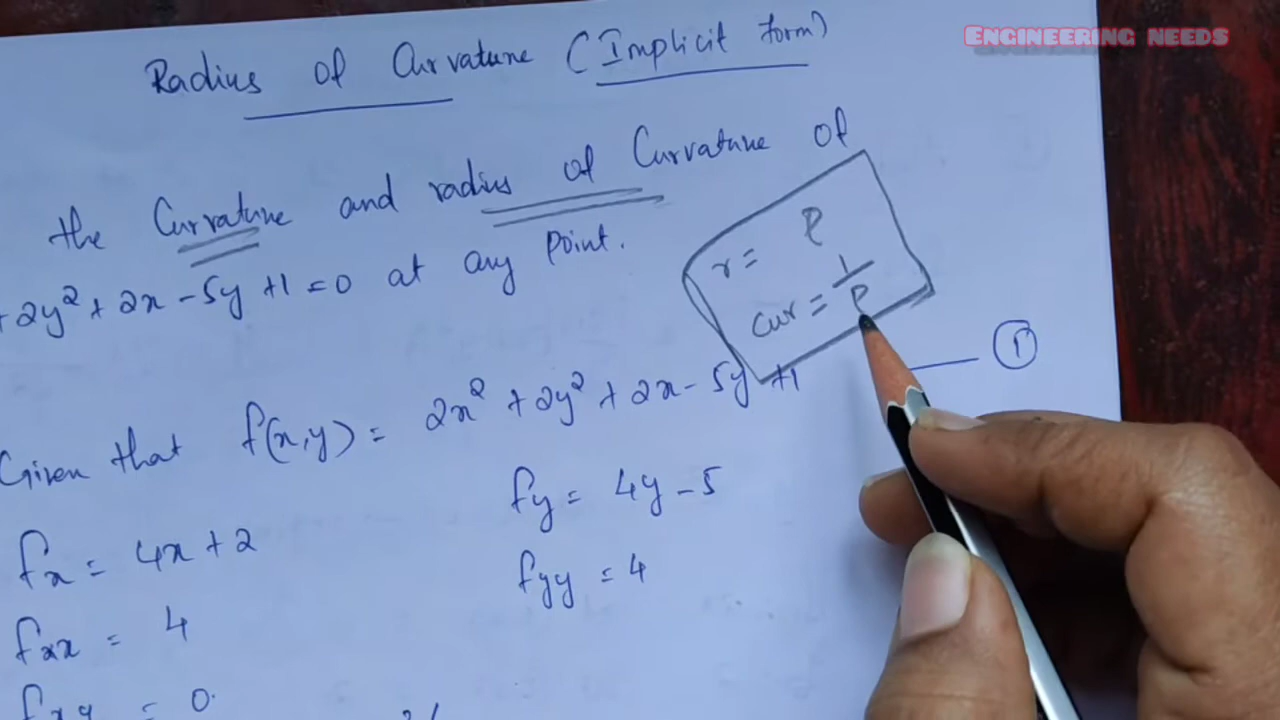 ENGINEERING NEEDS
Radius of Curvature (Implicit form)
the Curvature and radius of Curvature of
+2y²+2x-5y+1=0 at any point.
r = ρ
Cur = 1/ρ
Given that f(x,y) = 2x²+2y²+2x-5y+1 — ①
fx = 4x+2 fy = 4y-5
fxx = 4 fyy = 4
fxy = 0.